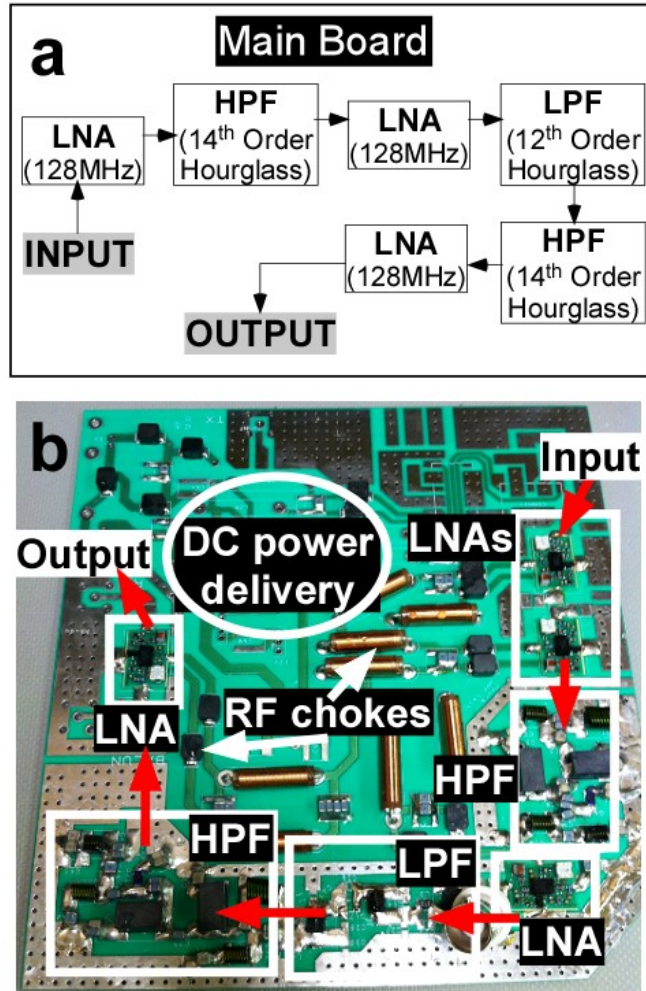 a
Main Board
LNA
(128MHz)
HPF
(14th Order
Hourglass)
LNA
(128MHz)
LPF
(12th Order
Hourglass)
INPUT
LNA
(128MHz)
HPF
(14th Order
Hourglass)
OUTPUT
b
TX
Input
LNAs
DC power
delivery
Output
LNA
RF chokes
HPF
HPF
LPF
LNA